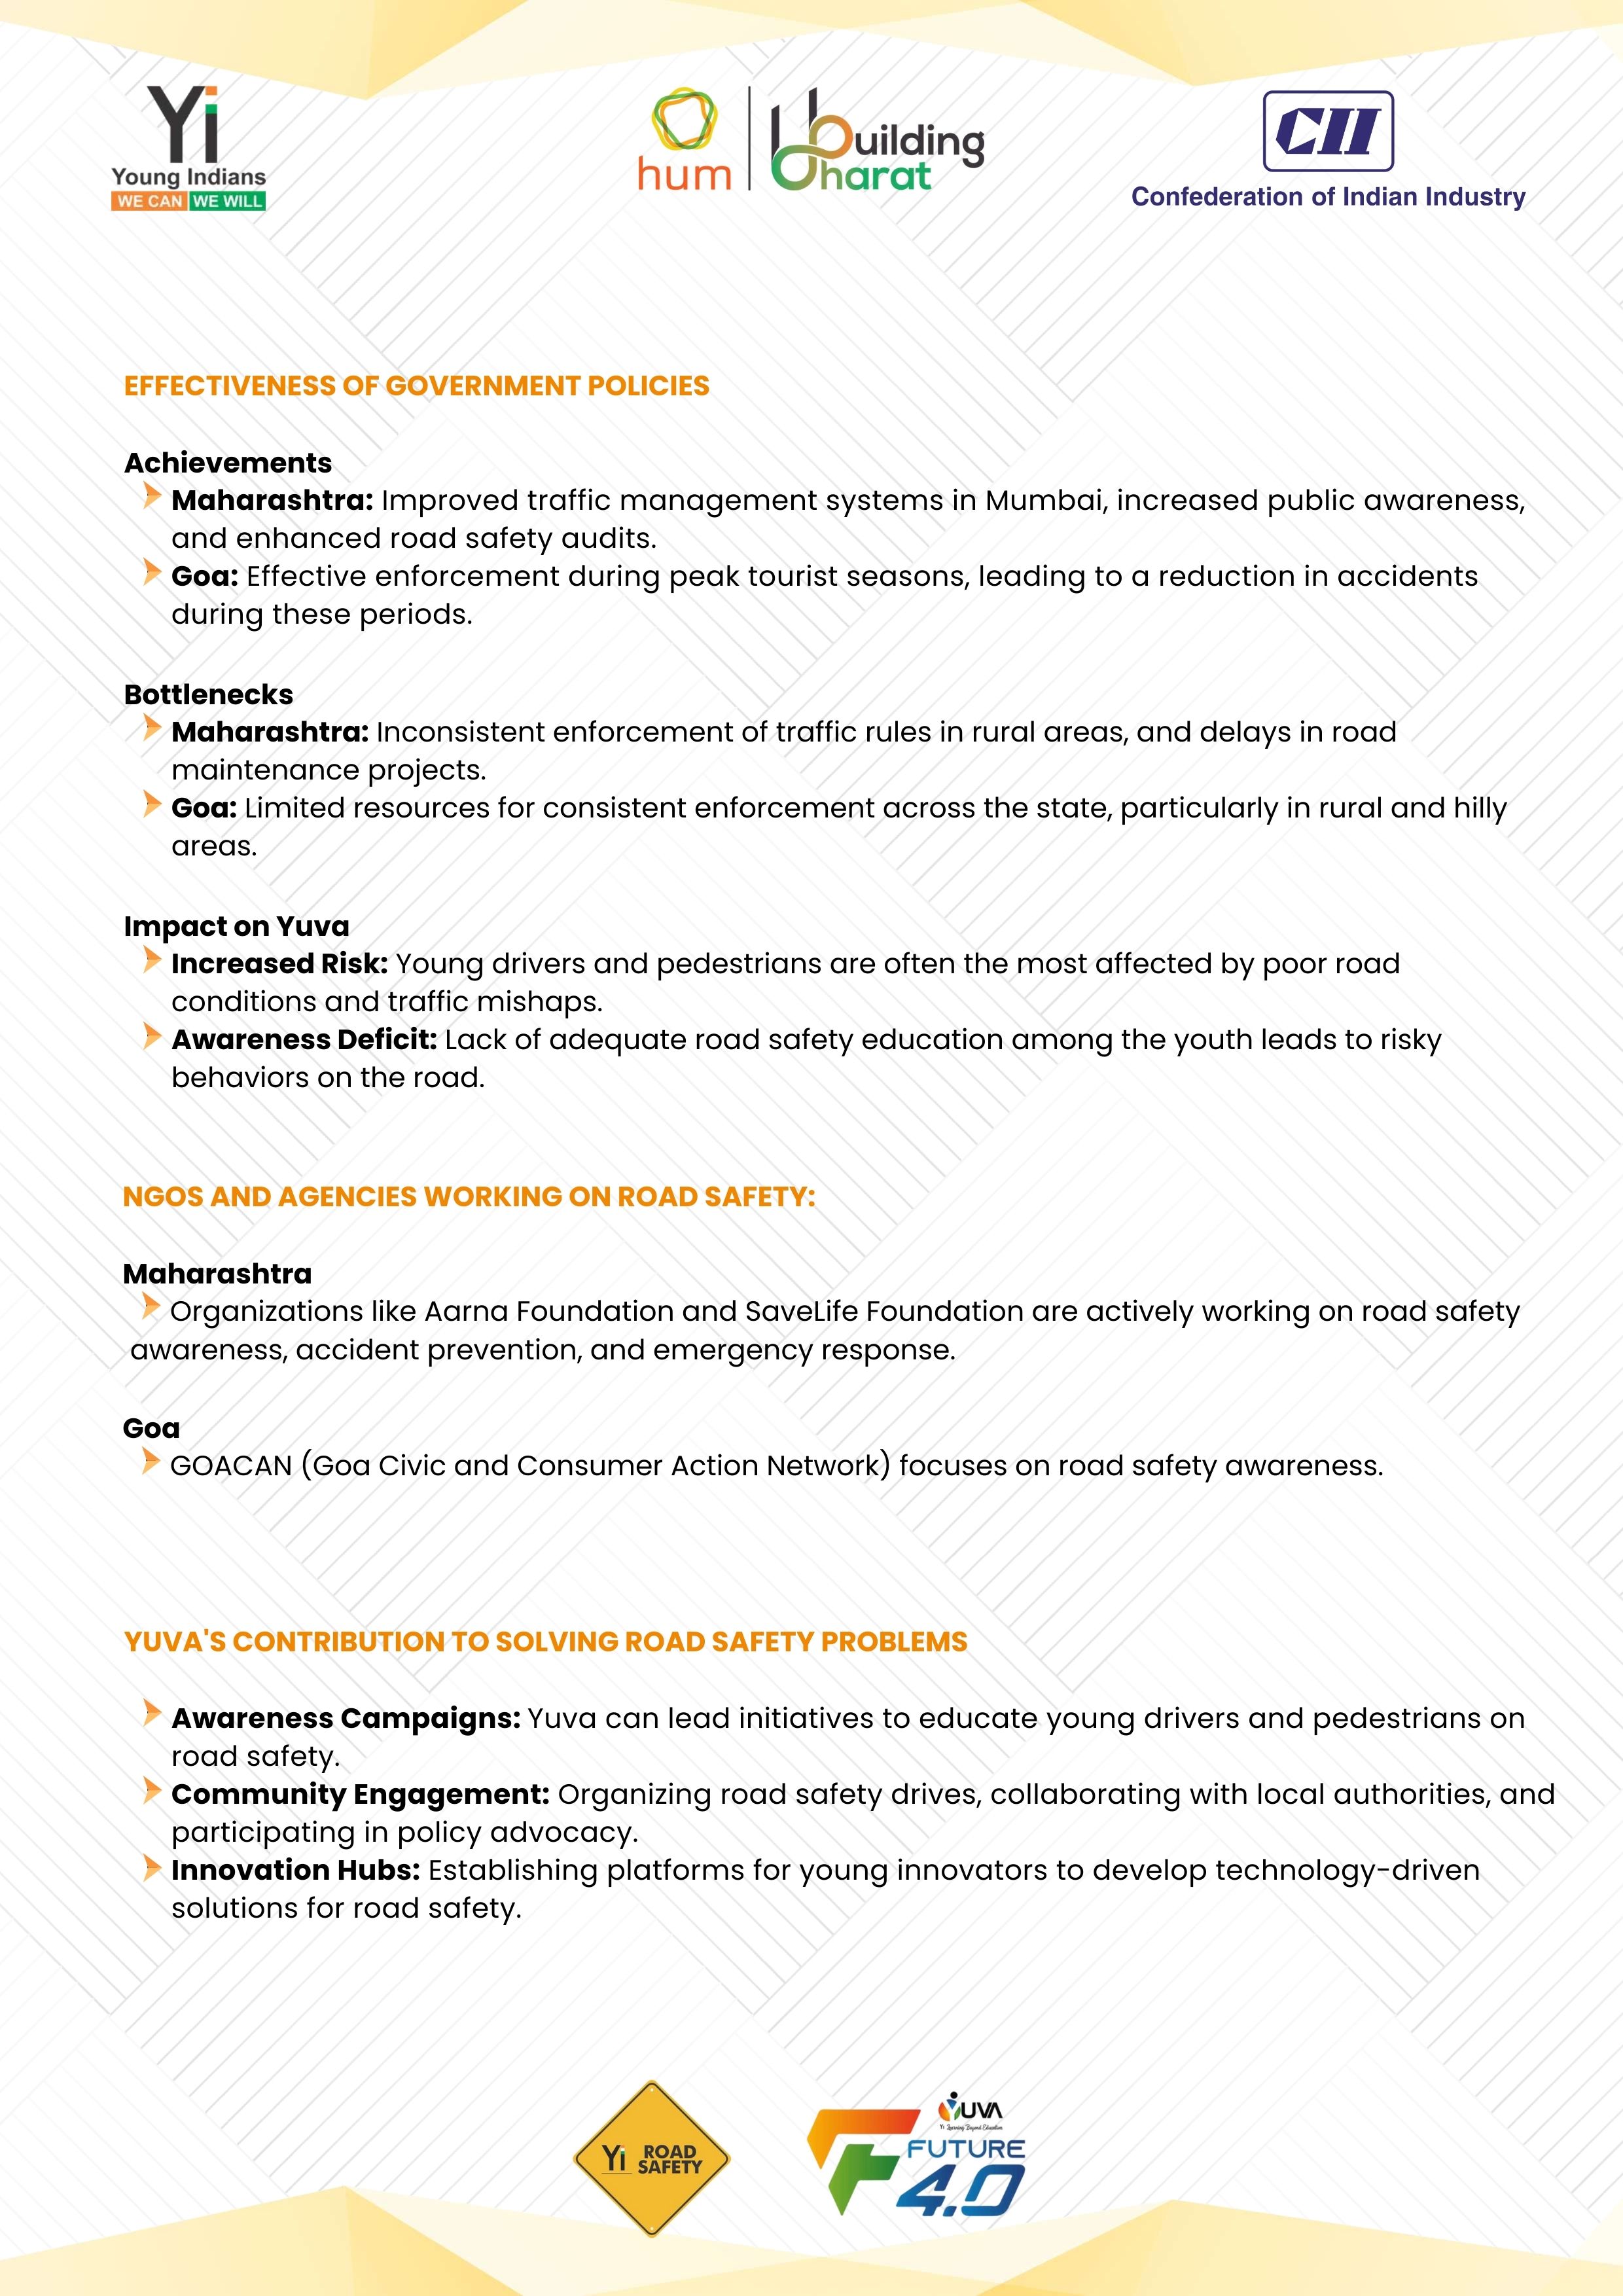 Yi
Young Indians
WE CAN WE WILL
hum
Building
Bharat
CII
Confederation of Indian Industry
EFFECTIVENESS OF GOVERNMENT POLICIES
Achievements
Maharashtra: Improved traffic management systems in Mumbai, increased public awareness,
and enhanced road safety audits.
Goa: Effective enforcement during peak tourist seasons, leading to a reduction in accidents
during these periods.
Bottlenecks
Maharashtra: Inconsistent enforcement of traffic rules in rural areas, and delays in road
maintenance projects.
Goa: Limited resources for consistent enforcement across the state, particularly in rural and hilly
areas.
Impact on Yuva
Increased Risk: Young drivers and pedestrians are often the most affected by poor road
conditions and traffic mishaps.
Awareness Deficit: Lack of adequate road safety education among the youth leads to risky
behaviors on the road.
NGOS AND AGENCIES WORKING ON ROAD SAFETY:
Maharashtra
Organizations like Aarna Foundation and SaveLife Foundation are actively working on road safety
awareness, accident prevention, and emergency response.
Goa
GOACAN (Goa Civic and Consumer Action Network) focuses on road safety awareness.
YUVA'S CONTRIBUTION TO SOLVING ROAD SAFETY PROBLEMS
Awareness Campaigns: Yuva can lead initiatives to educate young drivers and pedestrians on
road safety.
Community Engagement: Organizing road safety drives, collaborating with local authorities, and
participating in policy advocacy.
Innovation Hubs: Establishing platforms for young innovators to develop technology-driven
solutions for road safety.
Yi ROAD
SAFETY
YUVA
Yi Learning Beyond Education
FUTURE
4.0